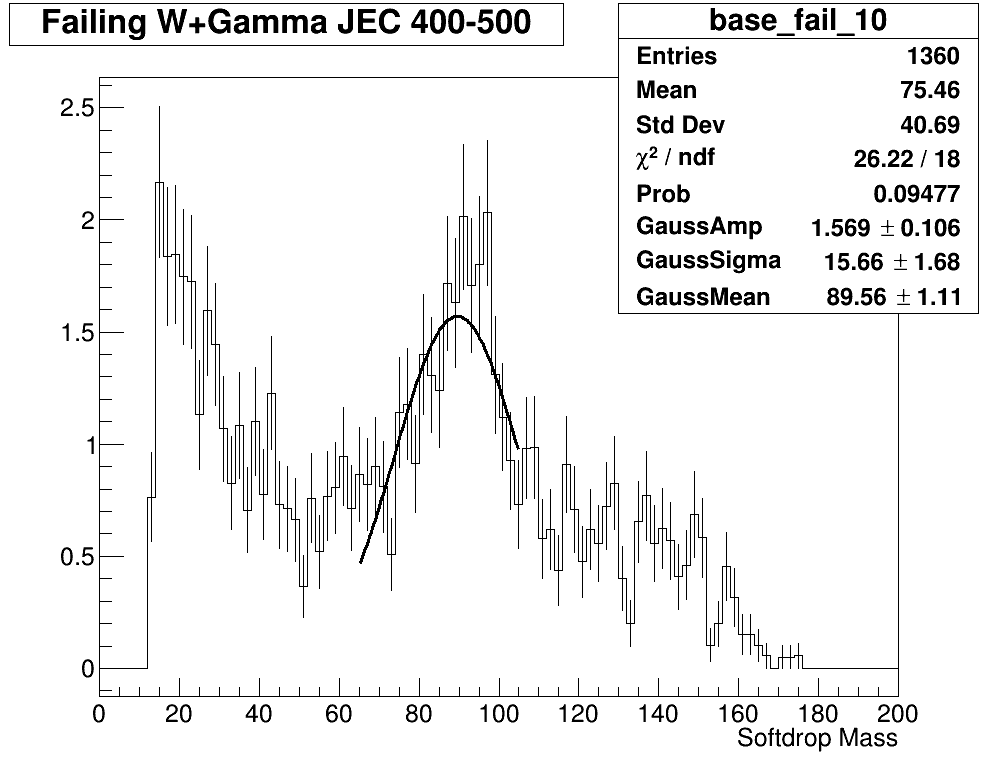 Failing W+Gamma JEC 400-500
base_fail_10
Entries 1360
Mean 75.46
Std Dev 40.69
χ² / ndf 26.22 / 18
Prob 0.09477
GaussAmp 1.569 ± 0.106
GaussSigma 15.66 ± 1.68
GaussMean 89.56 ± 1.11
2.5
2
1.5
1
0.5
0
0 20 40 60 80 100 120 140 160 180 200
Softdrop Mass